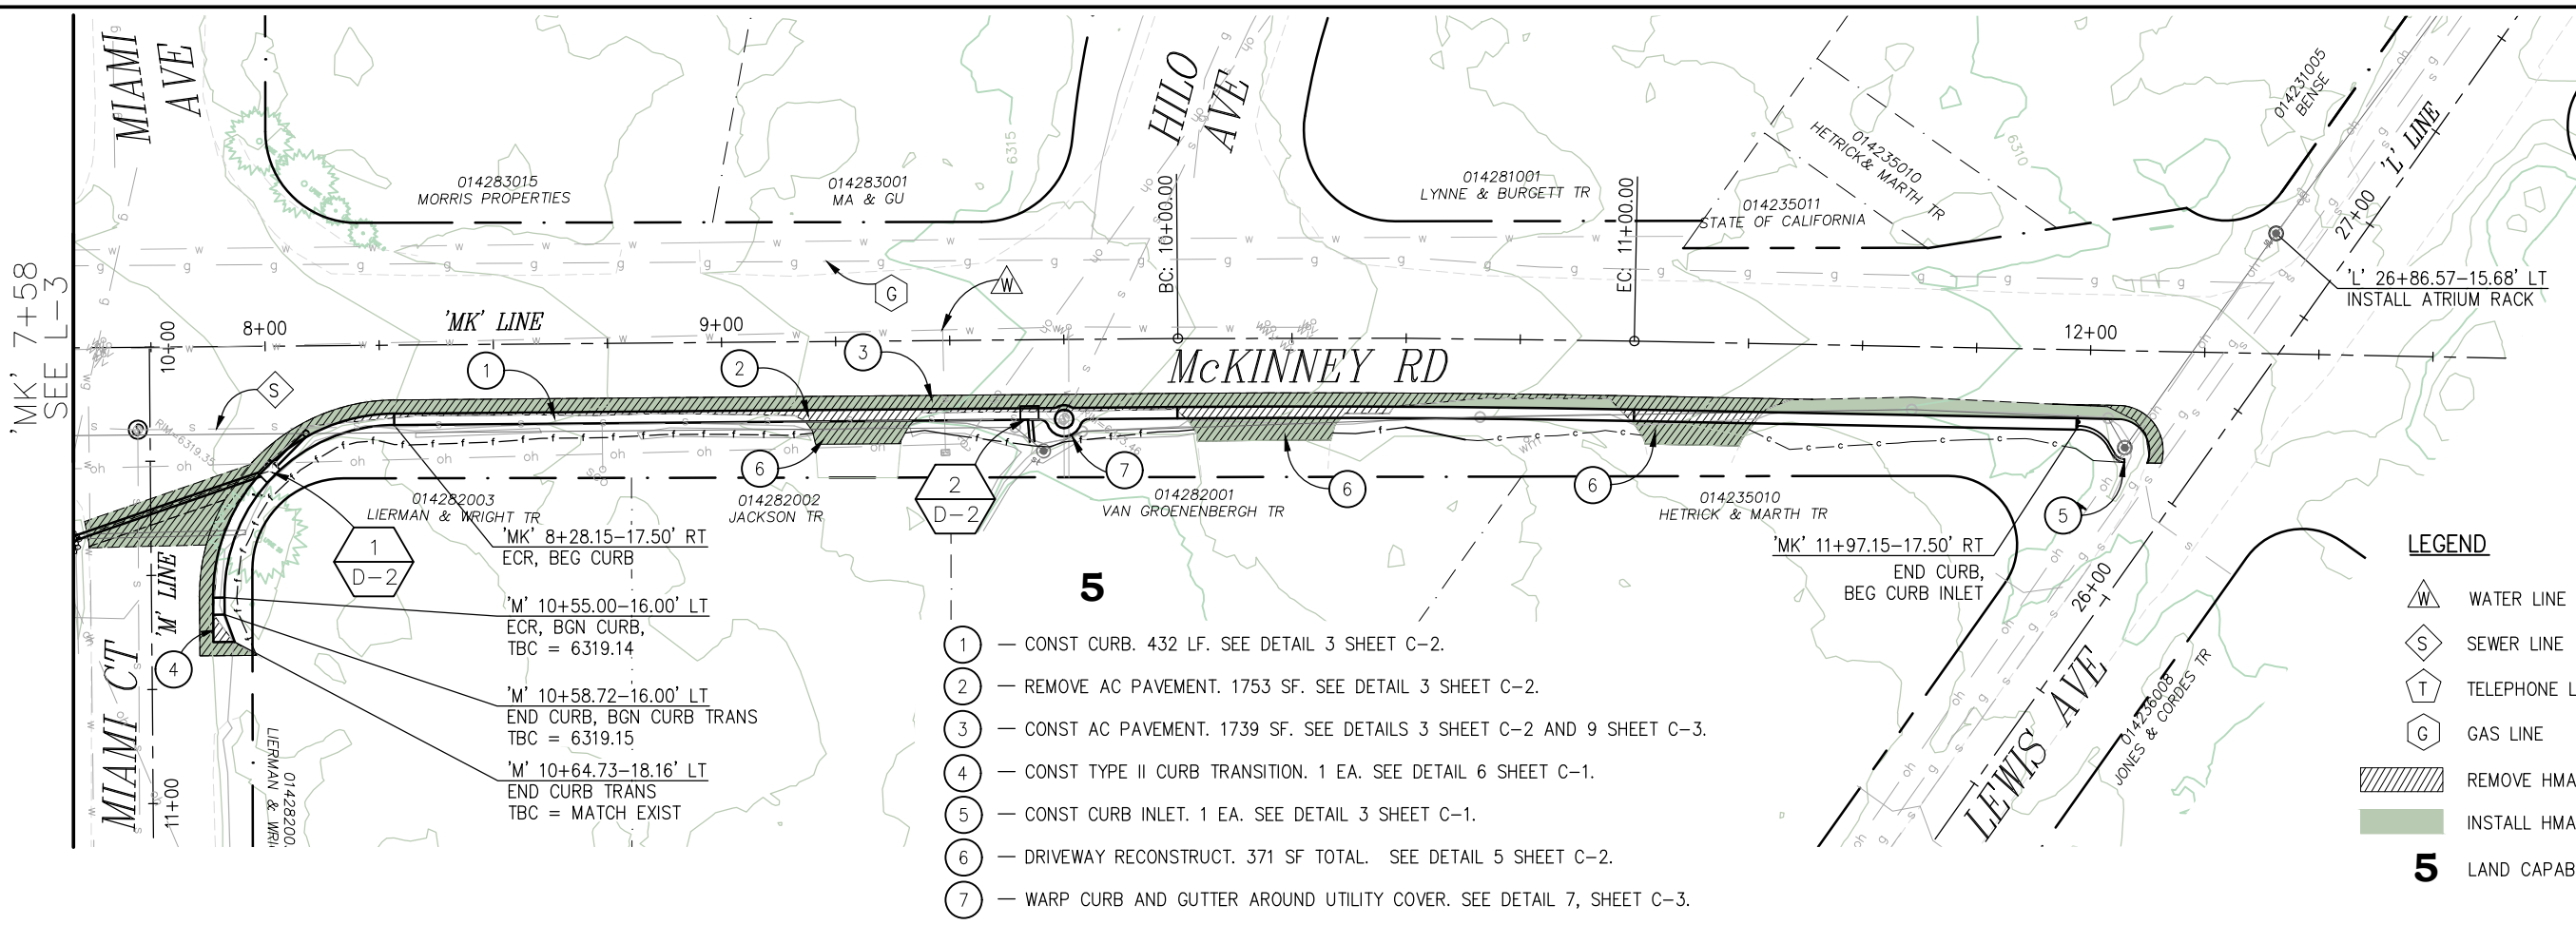 MIAMI
AVE
HILO
AVE
014283015
MORRIS PROPERTIES
014283001
MA & GU
6315
014281001
LYNNE & BURGETT TR
014235011
STATE OF CALIFORNIA
014235010
HETRICK& MARTH TR
6310
014231005
BENSE
'L' LINE
27+00
'L' 26+86.57-15.68' LT
INSTALL ATRIUM RACK
'MK' 7+58
SEE L-3
10+00
8+00
'MK' LINE
9+00
BC: 10+00.00
EC: 11+00.00
12+00
G
W
S
1
2
3
McKINNEY RD
RIM=6319.35
6
7
6
6
5
2
D-2
1
D-2
014282003
LIERMAN & WRIGHT TR
014282002
JACKSON TR
014282001
VAN GROENENBERGH TR
014235010
HETRICK & MARTH TR
'MK' 8+28.15-17.50' RT
ECR, BEG CURB
'MK' 11+97.15-17.50' RT
END CURB,
BEG CURB INLET
'M' 10+55.00-16.00' LT
ECR, BGN CURB,
TBC = 6319.14
'M' 10+58.72-16.00' LT
END CURB, BGN CURB TRANS
TBC = 6319.15
'M' 10+64.73-18.16' LT
END CURB TRANS
TBC = MATCH EXIST
'M' LINE
4
MIAMI CT
11+00
LIERMAN & WRI
01428200
26+00
LEWIS AVE
014236008
JONES & CORDES TR
5
1 — CONST CURB. 432 LF. SEE DETAIL 3 SHEET C-2.
2 — REMOVE AC PAVEMENT. 1753 SF. SEE DETAIL 3 SHEET C-2.
3 — CONST AC PAVEMENT. 1739 SF. SEE DETAILS 3 SHEET C-2 AND 9 SHEET C-3.
4 — CONST TYPE II CURB TRANSITION. 1 EA. SEE DETAIL 6 SHEET C-1.
5 — CONST CURB INLET. 1 EA. SEE DETAIL 3 SHEET C-1.
6 — DRIVEWAY RECONSTRUCT. 371 SF TOTAL. SEE DETAIL 5 SHEET C-2.
7 — WARP CURB AND GUTTER AROUND UTILITY COVER. SEE DETAIL 7, SHEET C-3.
LEGEND
W WATER LINE
S SEWER LINE
T TELEPHONE L
G GAS LINE
REMOVE HMA
INSTALL HMA
5 LAND CAPAB